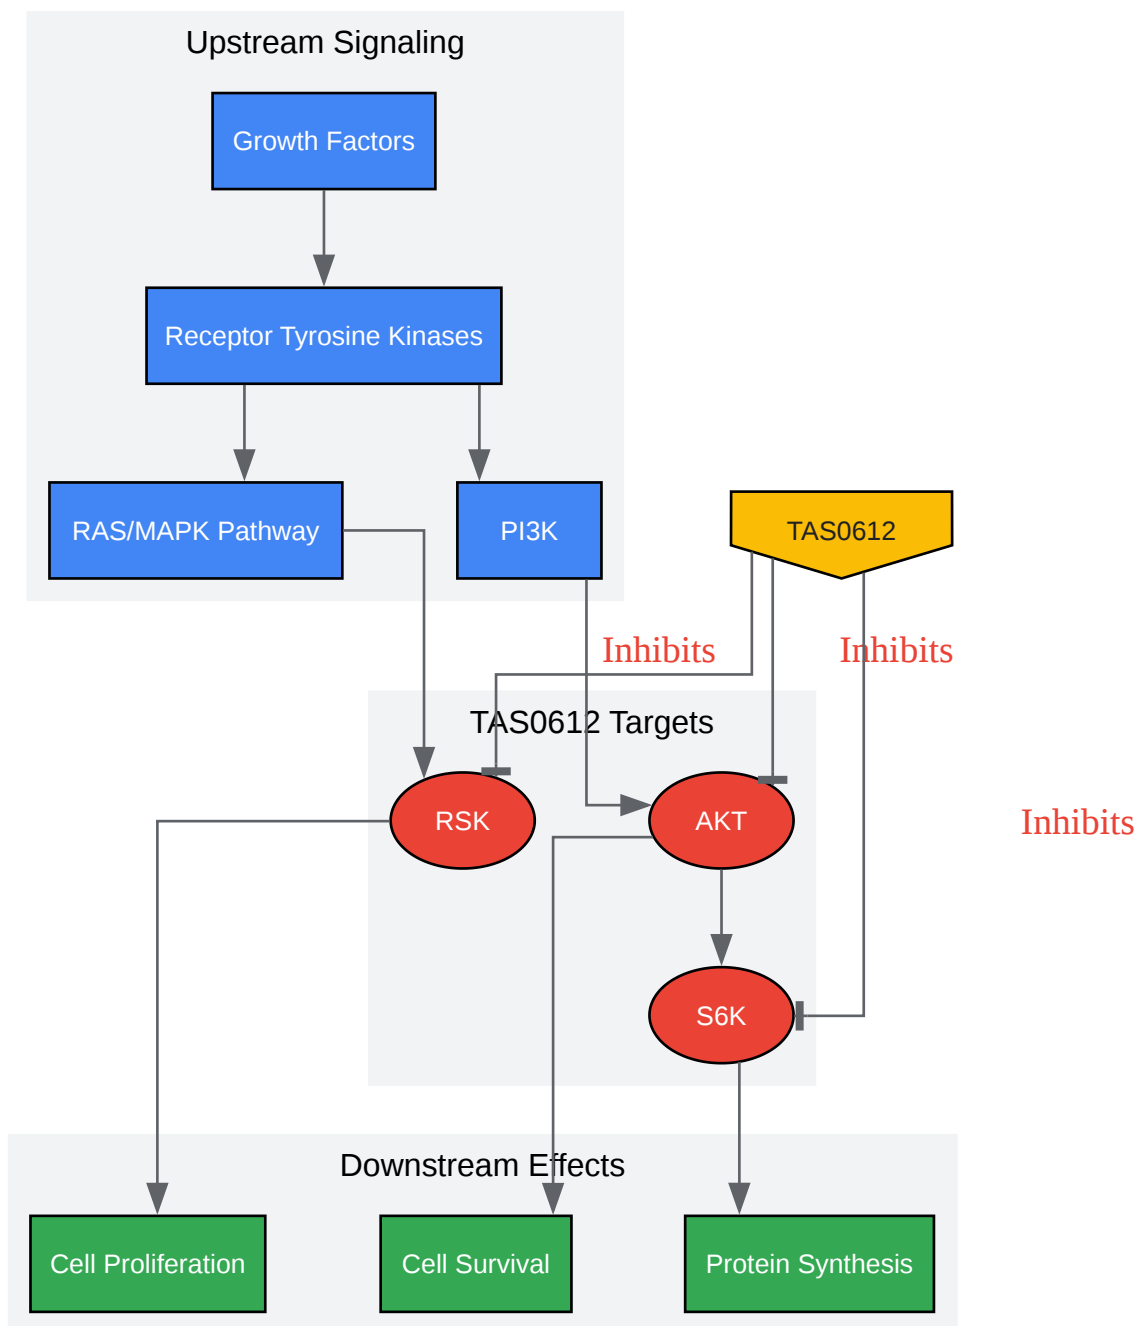 Upstream Signaling
Growth Factors
Receptor Tyrosine Kinases
RAS/MAPK Pathway
PI3K
TAS0612
Inhibits
Inhibits
TAS0612 Targets
RSK
AKT
Inhibits
S6K
Downstream Effects
Cell Proliferation
Cell Survival
Protein Synthesis